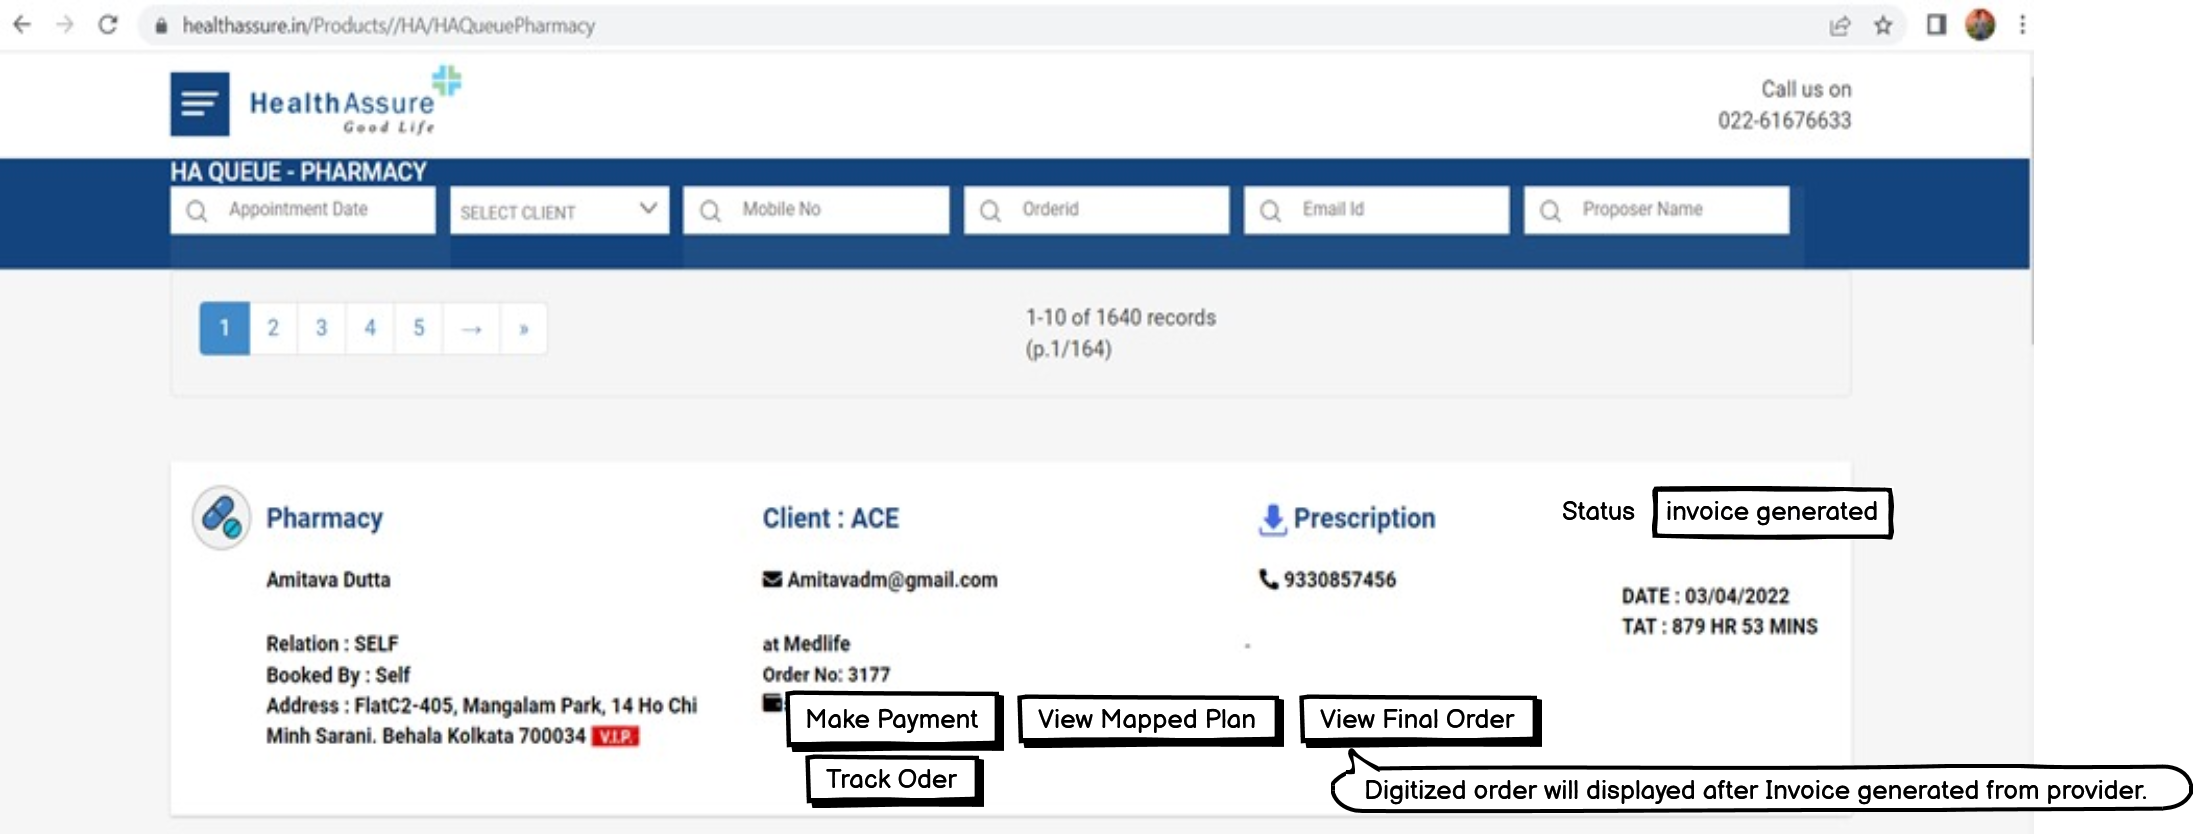 healthassure.in/Products//HA/HAQueuePharmacy
HealthAssure
Good Life
Call us on
022-61676633
HA QUEUE - PHARMACY
Appointment Date
SELECT CLIENT
Mobile No
Orderid
Email Id
Proposer Name
1 2 3 4 5 → »
1-10 of 1640 records
(p.1/164)
Pharmacy
Client : ACE
Prescription
Status
invoice generated
Amitava Dutta
Amitavadm@gmail.com
9330857456
DATE : 03/04/2022
TAT : 879 HR 53 MINS
Relation : SELF
Booked By : Self
Address : FlatC2-405, Mangalam Park, 14 Ho Chi
Minh Sarani. Behala Kolkata 700034 V.I.P.
at Medlife
Order No: 3177
Make Payment
View Mapped Plan
View Final Order
Track Oder
Digitized order will displayed after Invoice generated from provider.